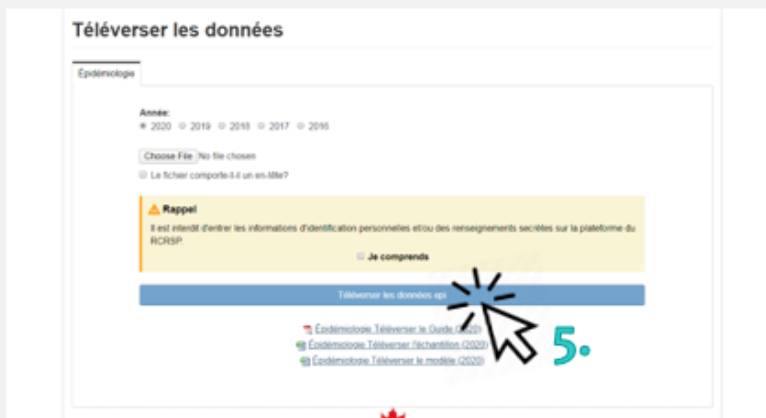 Téléverser les données
Épidémiologie
Année:
2020 2019 2018 2017 2016
Choose File No file chosen
Le fichier comporte-t-il un en-tête?
Rappel
Il est interdit d'entrer les informations d'identification personnelles et/ou des renseignements secrètes sur la plateforme du
RCRSP.
Je comprends
Téléverser les données epi
Épidémiologie Téléverser le Guide (2020)
Épidémiologie Téléverser l'échantillon (2020)
Épidémiologie Téléverser le modèle (2020)
5.